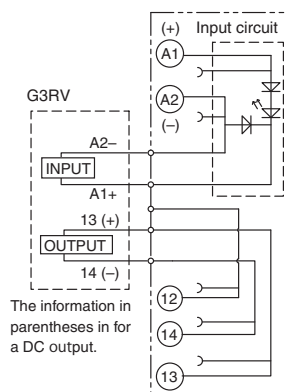 (+)
Input circuit
A1
A2
(–)
G3RV
A2–
INPUT
A1+
13 (+)
OUTPUT
14 (–)
The information in
parentheses in for
a DC output.
12
14
13